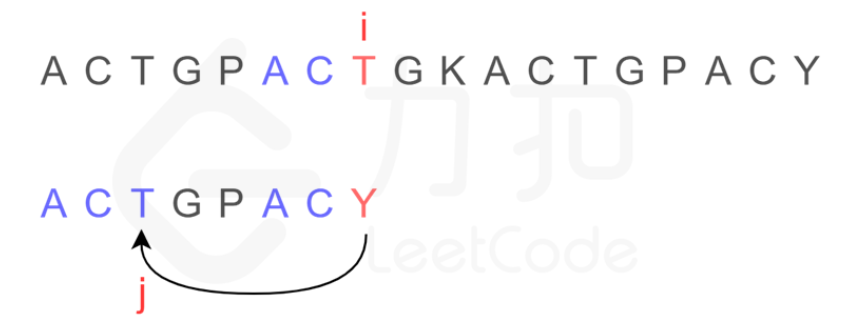 i
A C T G P A C T G K A C T G P A C Y
力扣
A C T G P A C Y
LeetCode
j